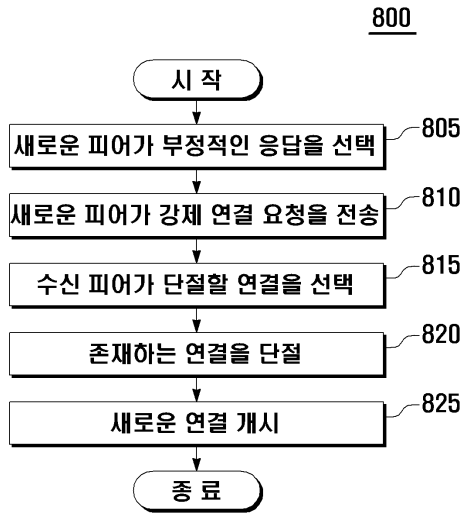 800
시 작
새로운 피어가 부정적인 응답을 선택
805
새로운 피어가 강제 연결 요청을 전송
810
수신 피어가 단절할 연결을 선택
815
존재하는 연결을 단절
820
새로운 연결 개시
825
종 료